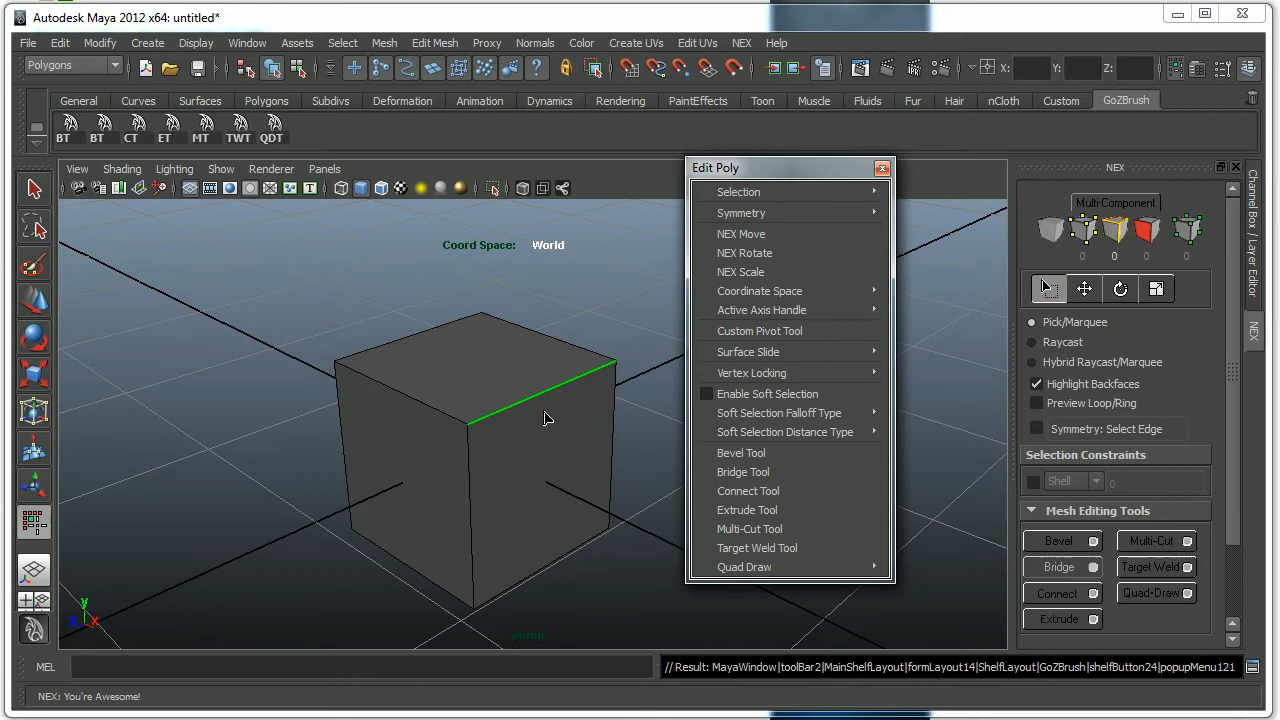 Autodesk Maya 2012 x64: untitled*
File Edit Modify Create Display Window Assets Select Mesh Edit Mesh Proxy Normals Color Create UVs Edit UVs NEX Help
Polygons X: Y: Z:
General Curves Surfaces Polygons Subdivs Deformation Animation Dynamics Rendering PaintEffects Toon Muscle Fluids Fur Hair nCloth Custom GoZBrush
BT BT CT ET MT TWT QDT
View Shading Lighting Show Renderer Panels
Coord Space: World
persp
y
z x
Edit Poly
Selection
Symmetry
NEX Move
NEX Rotate
NEX Scale
Coordinate Space
Active Axis Handle
Custom Pivot Tool
Surface Slide
Vertex Locking
Enable Soft Selection
Soft Selection Falloff Type
Soft Selection Distance Type
Bevel Tool
Bridge Tool
Connect Tool
Extrude Tool
Multi-Cut Tool
Target Weld Tool
Quad Draw
NEX
Multi-Component
0 0 0 0
Pick/Marquee
Raycast
Hybrid Raycast/Marquee
Highlight Backfaces
Preview Loop/Ring
Symmetry: Select Edge
Selection Constraints
Shell 0
Mesh Editing Tools
Bevel Multi-Cut
Bridge Target Weld
Connect Quad-Draw
Extrude
Channel Box / Layer Editor
NEX
MEL // Result: MayaWindow|toolBar2|MainShelfLayout|formLayout14|ShelfLayout|GoZBrush|shelfButton24|popupMenu121
NEX: You're Awesome!